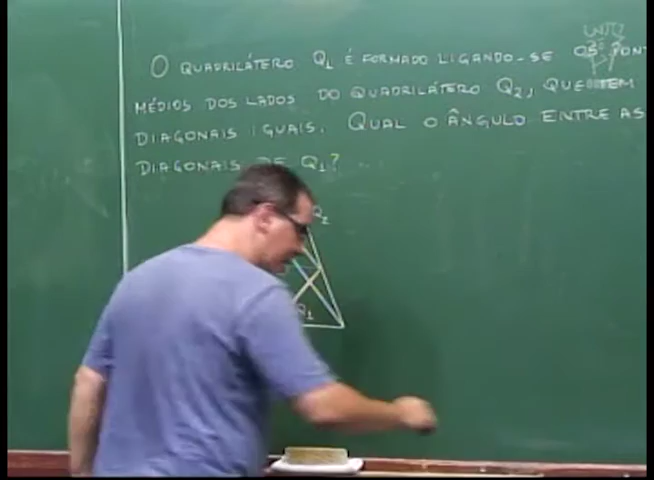 O QUADRILÁTERO Q1 É FORMADO LIGANDO-SE OS PONT
MÉDIOS DOS LADOS DO QUADRILÁTERO Q2, QUE TEM
DIAGONAIS IGUAIS. QUAL O ÂNGULO ENTRE AS
DIAGONAIS DE Q1?
Q2
Q1